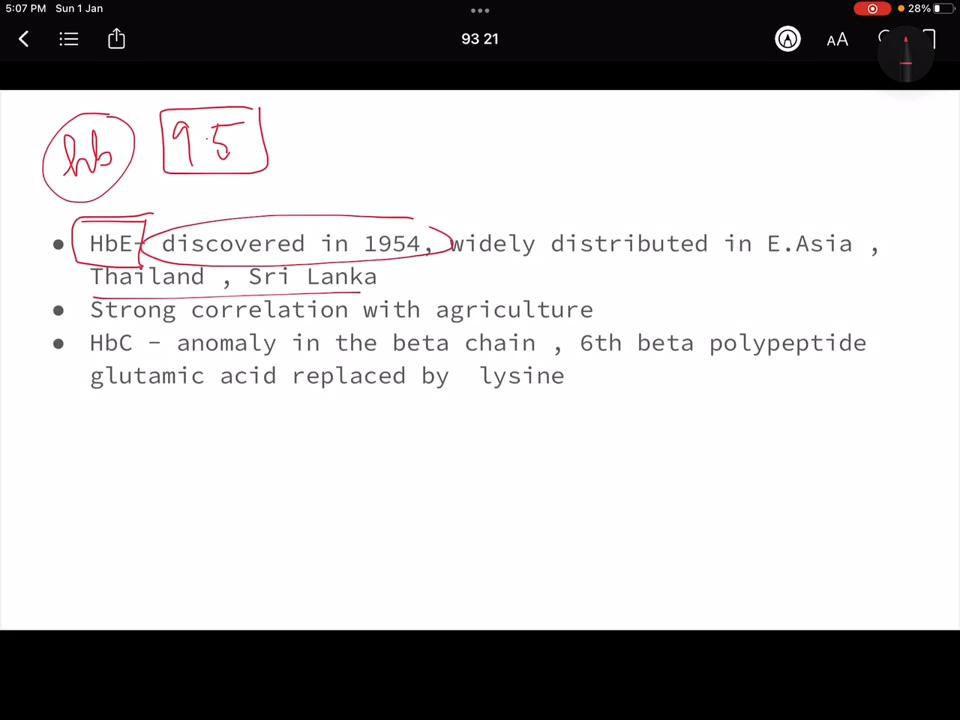 5:07 PM Sun 1 Jan
28%
93 21
AA
hb 9.5
• HbE- discovered in 1954, widely distributed in E.Asia ,
Thailand , Sri Lanka
• Strong correlation with agriculture
• HbC - anomaly in the beta chain , 6th beta polypeptide
glutamic acid replaced by lysine